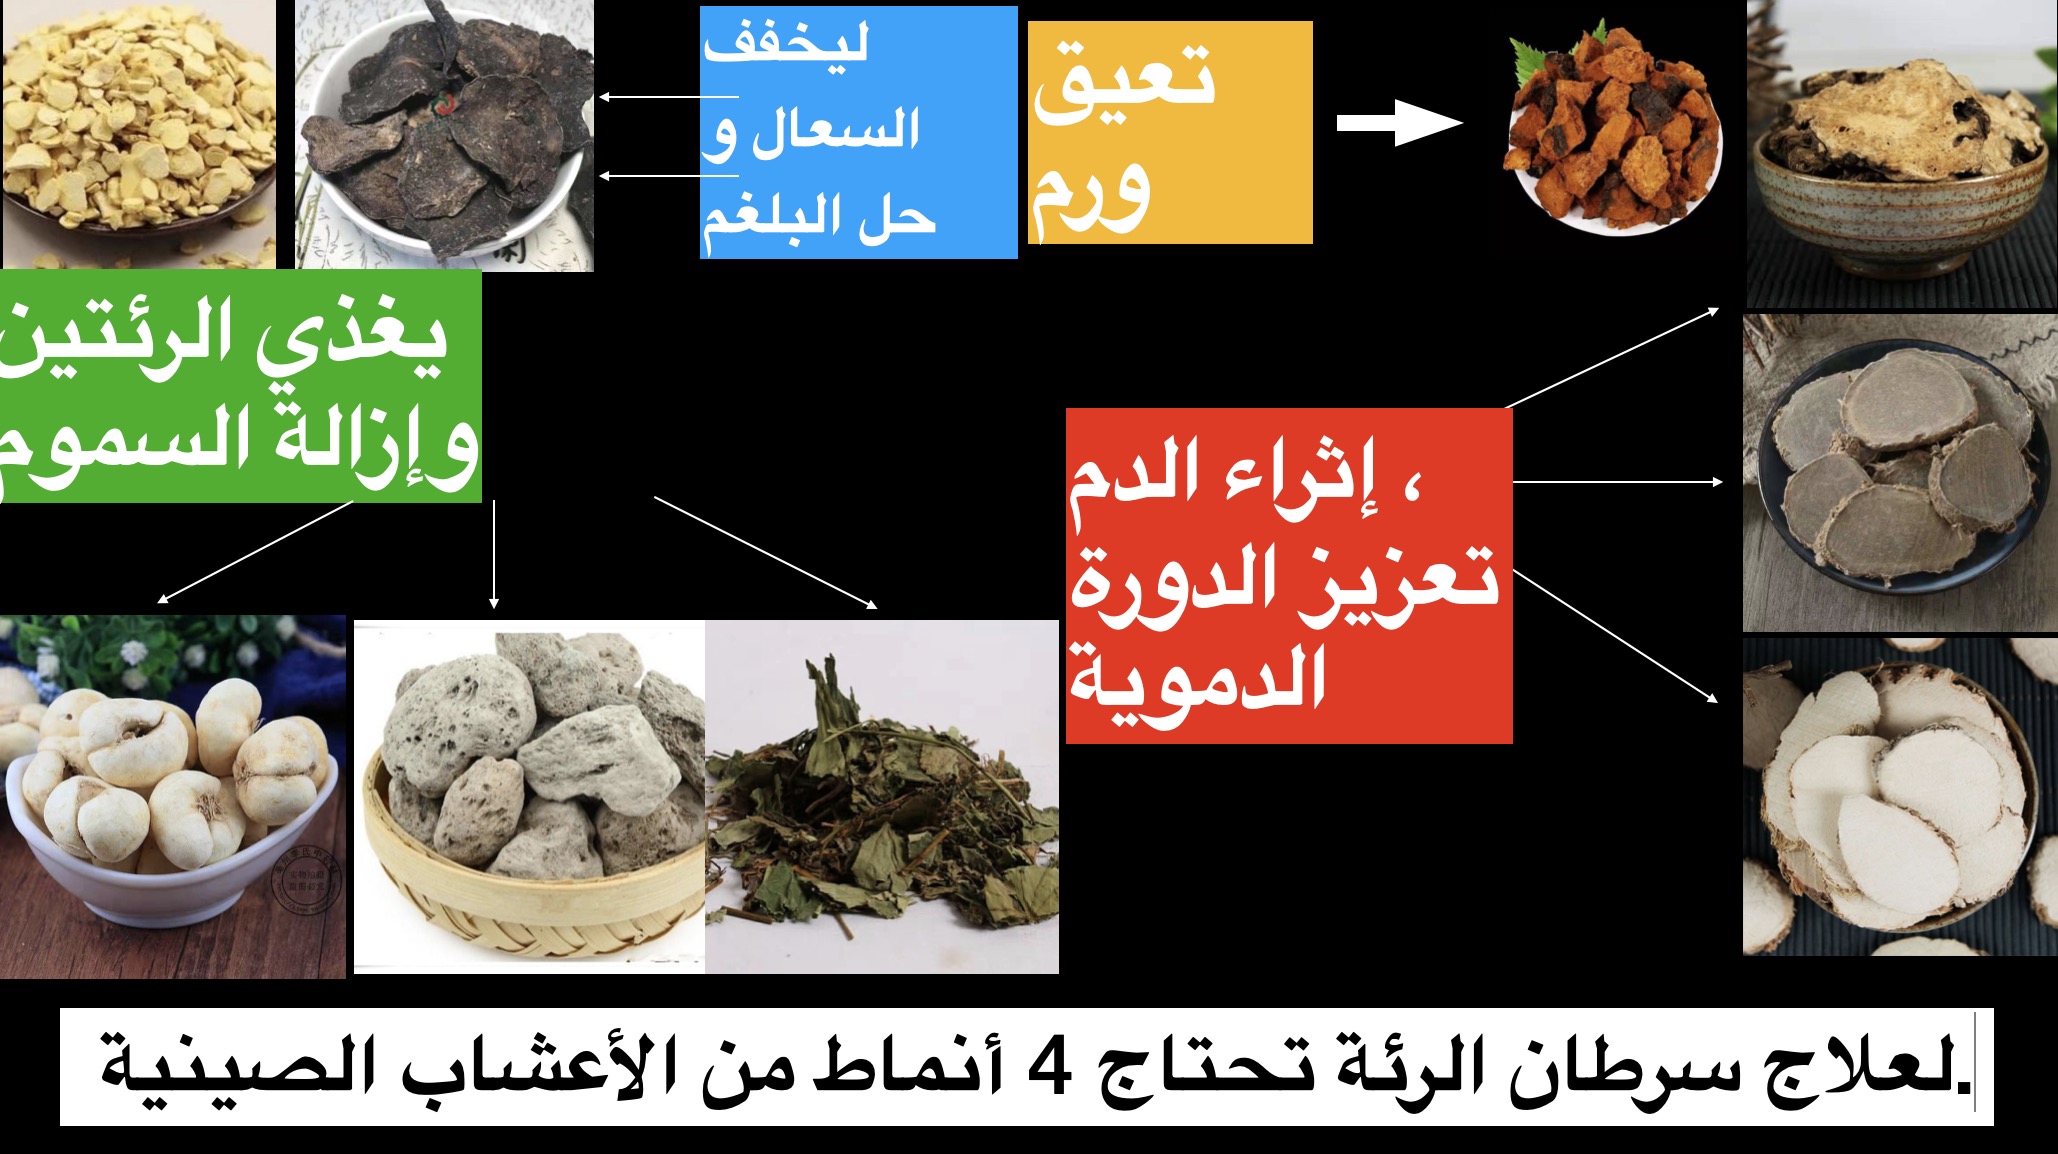 تعيق
ورم
ليخفف
السعال و
حل البلغم
يغذي الرئتين
وإزالة السموم
، إثراء الدم
تعزيز الدورة
الدموية
لعلاج سرطان الرئة تحتاج 4 أنماط من الأعشاب الصينية.